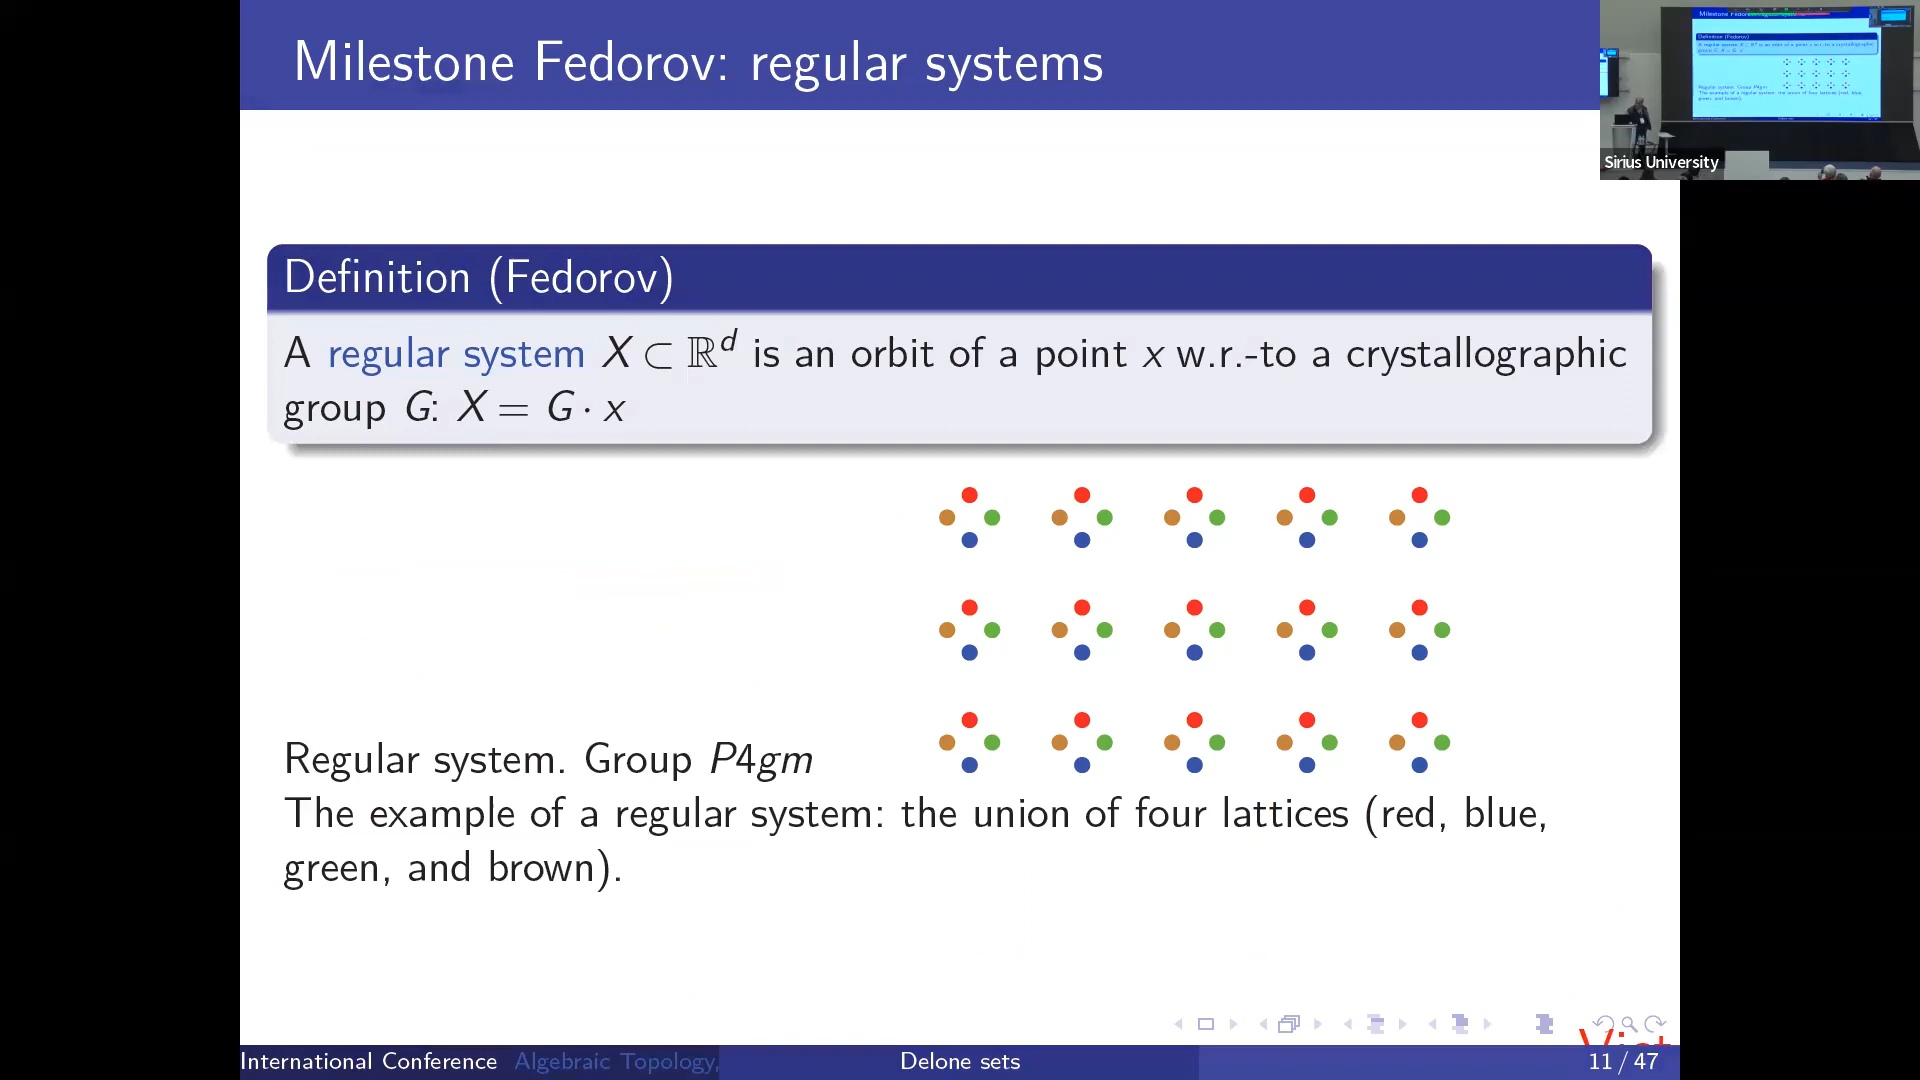 Milestone Fedorov: regular systems
Sirius University
Definition (Fedorov)
A regular system X ⊂ ℝᵈ is an orbit of a point x w.r.-to a crystallographic
group G: X = G · x
Regular system. Group P4gm
The example of a regular system: the union of four lattices (red, blue,
green, and brown).
International Conference Algebraic Topology,
Delone sets
11 / 47